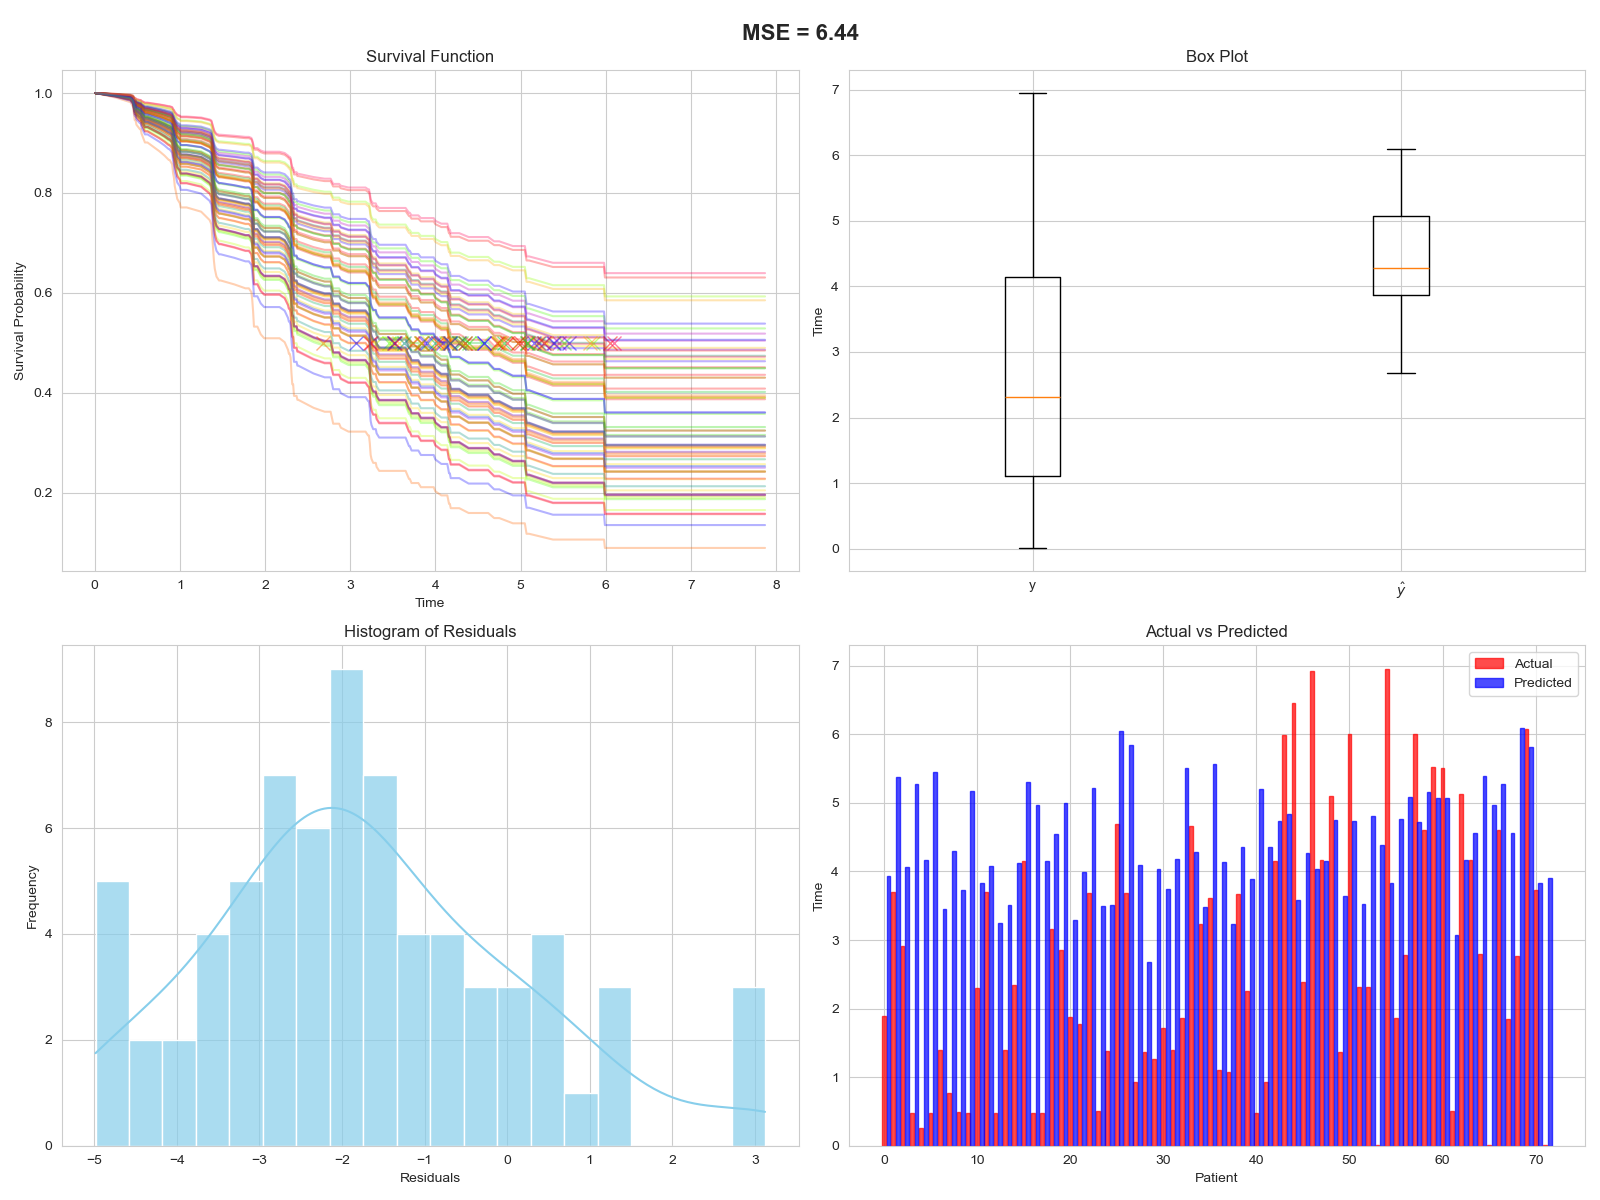 MSE = 6.44
Survival Function
1.0
0.8
0.6
0.4
0.2
Survival Probability
0 1 2 3 4 5 6 7 8
Time
Box Plot
7
6
5
4
3
2
1
0
Time
y ŷ
Histogram of Residuals
8
6
4
2
0
Frequency
−5 −4 −3 −2 −1 0 1 2 3
Residuals
Actual vs Predicted
Actual
Predicted
7
6
5
4
3
2
1
0
Time
0 10 20 30 40 50 60 70
Patient